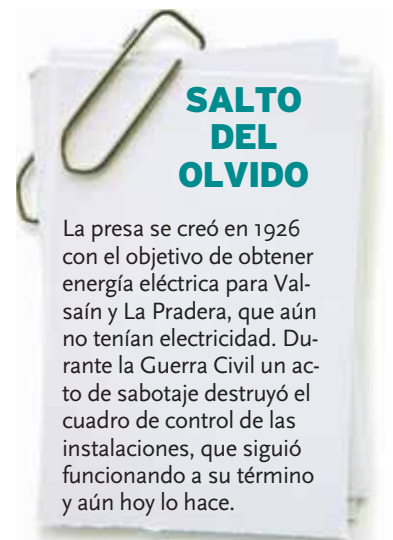 SALTO
DEL
OLVIDO
La presa se creó en 1926
con el objetivo de obtener
energía eléctrica para Val-
saín y La Pradera, que aún
no tenían electricidad. Du-
rante la Guerra Civil un ac-
to de sabotaje destruyó el
cuadro de control de las
instalaciones, que siguió
funcionando a su término
y aún hoy lo hace.